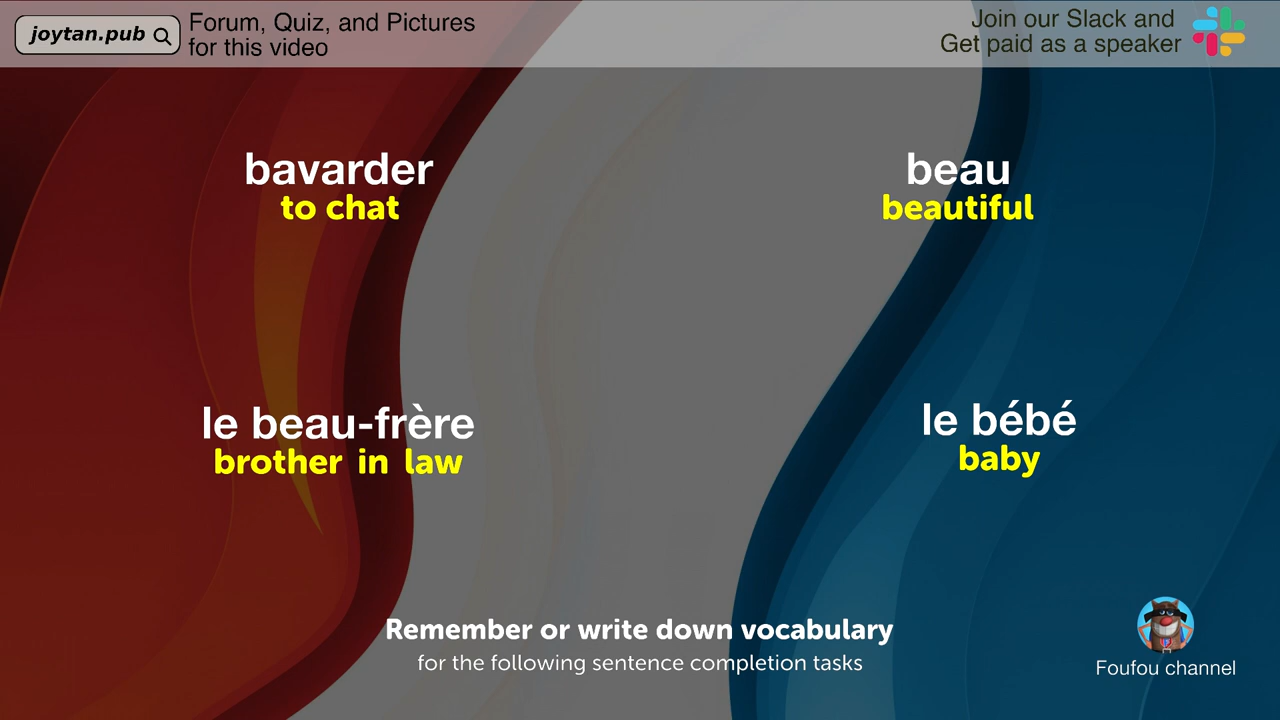 joytan.pub
Forum, Quiz, and Pictures
for this video
Join our Slack and
Get paid as a speaker
bavarder
to chat
beau
beautiful
le beau-frère
brother in law
le bébé
baby
Remember or write down vocabulary
for the following sentence completion tasks
Foufou channel